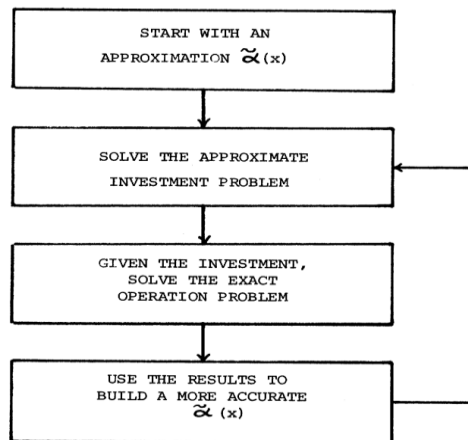 START WITH AN
APPROXIMATION α̃(x)
SOLVE THE APPROXIMATE
INVESTMENT PROBLEM
GIVEN THE INVESTMENT,
SOLVE THE EXACT
OPERATION PROBLEM
USE THE RESULTS TO
BUILD A MORE ACCURATE
α̃ (x)